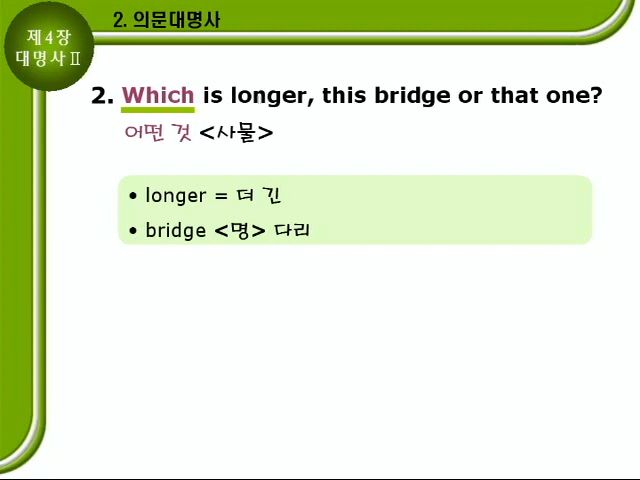 제4장
대명사Ⅱ
2. 의문대명사
2. Which is longer, this bridge or that one?
어떤 것 <사물>
• longer = 더 긴
• bridge <명> 다리